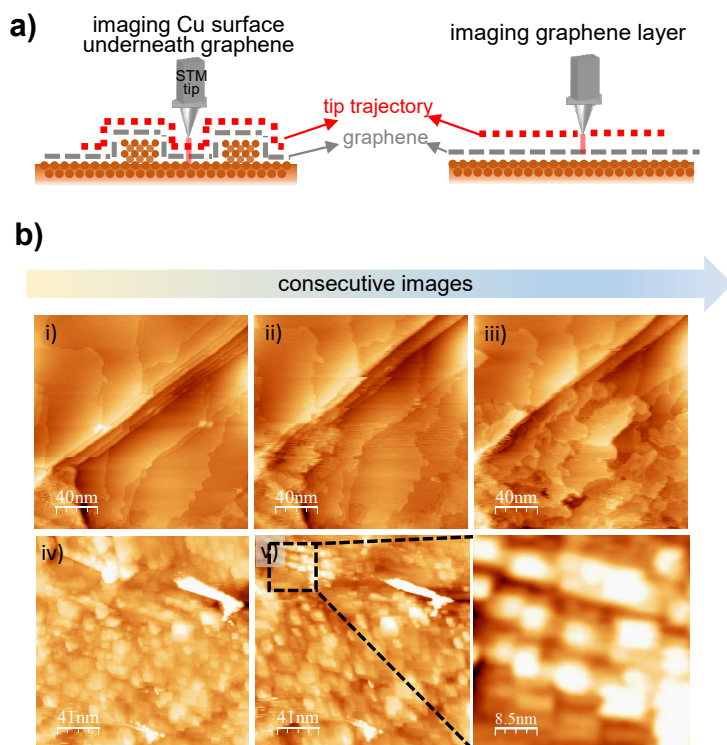 a)
imaging Cu surface
underneath graphene
imaging graphene layer
STM
tip
tip trajectory
graphene
b)
consecutive images
i)
ii)
iii)
40nm
40nm
40nm
iv)
v)
41nm
41nm
8.5nm